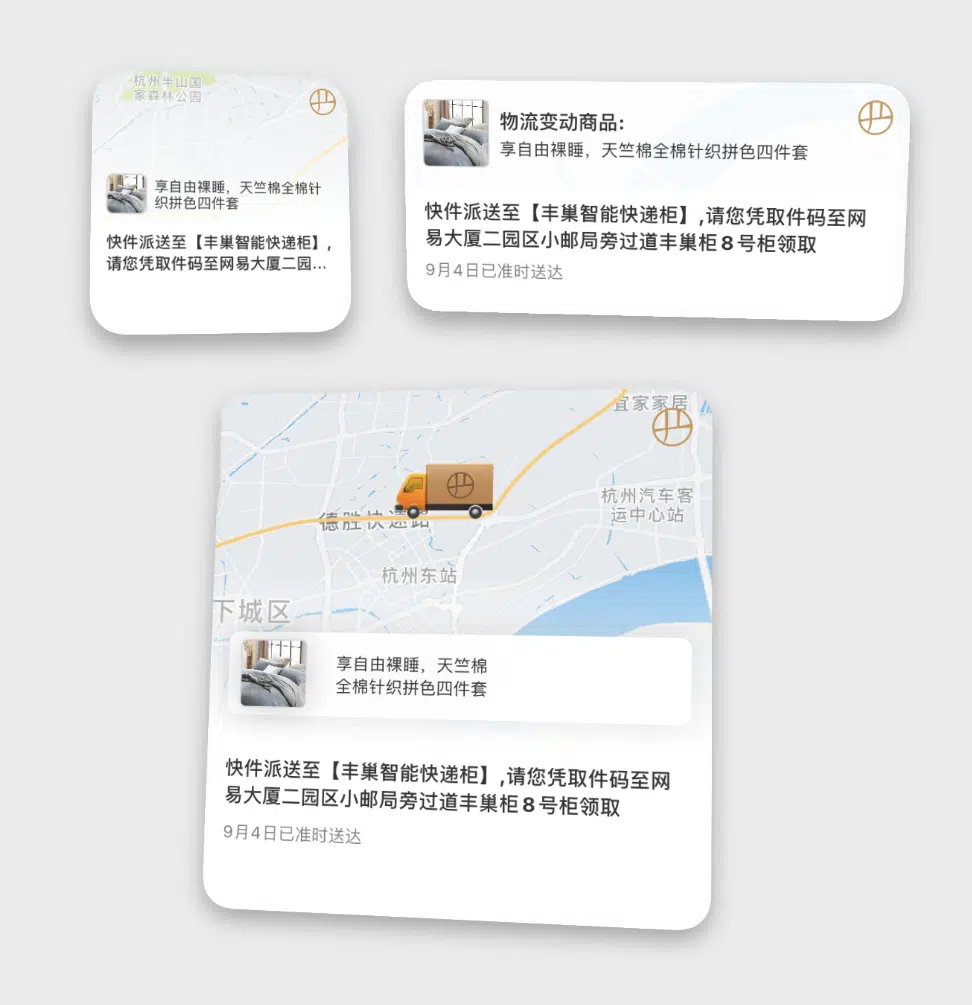 杭州半山国
家森林公园
享自由裸睡，天竺棉全棉针
织拼色四件套
快件派送至【丰巢智能快递柜】,
请您凭取件码至网易大厦二园...
物流变动商品:
享自由裸睡，天竺棉全棉针织拼色四件套
快件派送至【丰巢智能快递柜】,请您凭取件码至网
易大厦二园区小邮局旁过道丰巢柜8号柜领取
9月4日已准时送达
宜家家居
杭州汽车客
运中心站
德胜快速路
杭州东站
下城区
享自由裸睡，天竺棉
全棉针织拼色四件套
快件派送至【丰巢智能快递柜】,请您凭取件码至网
易大厦二园区小邮局旁过道丰巢柜8号柜领取
9月4日已准时送达